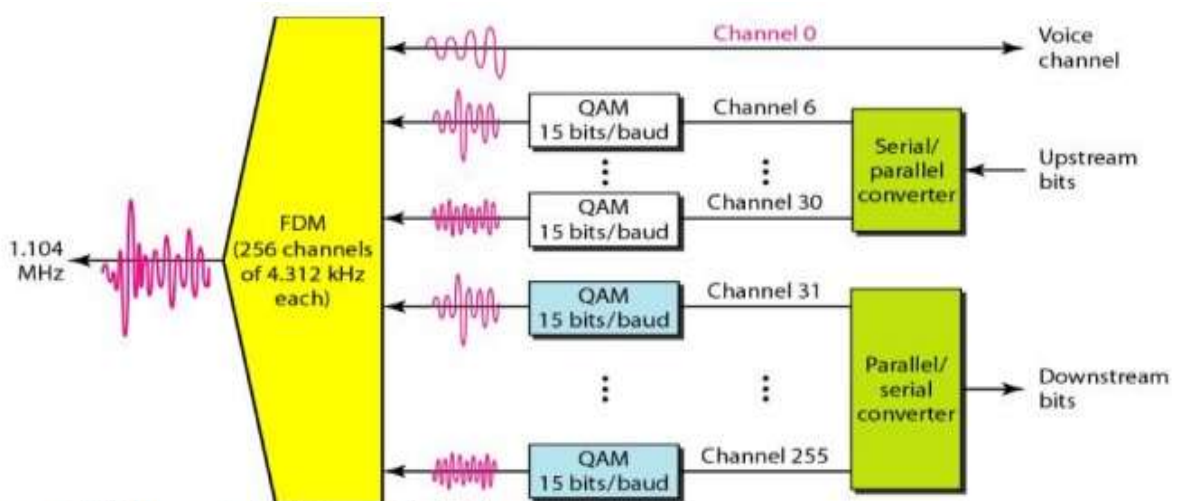 Channel 0
Voice
channel
QAM
15 bits/baud
Channel 6
Serial/
parallel
converter
Upstream
bits
QAM
15 bits/baud
Channel 30
1.104
MHz
FDM
(256 channels
of 4.312 kHz
each)
QAM
15 bits/baud
Channel 31
Parallel/
serial
converter
Downstream
bits
QAM
15 bits/baud
Channel 255